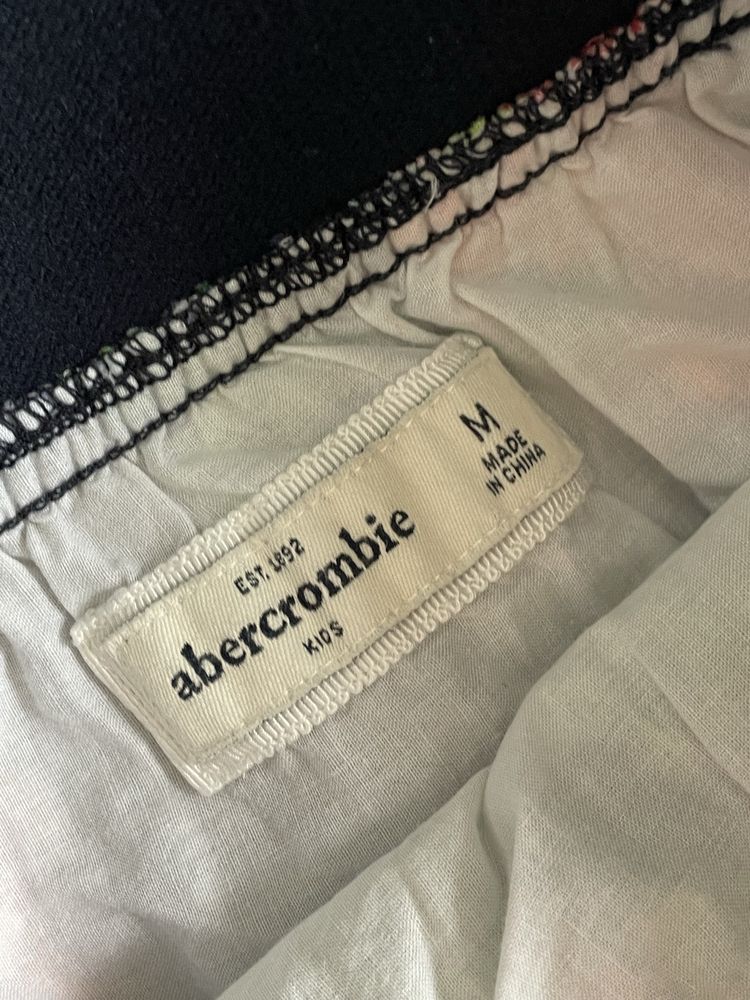 EST. 1892
abercrombie
KIDS
M
MADE
IN CHINA